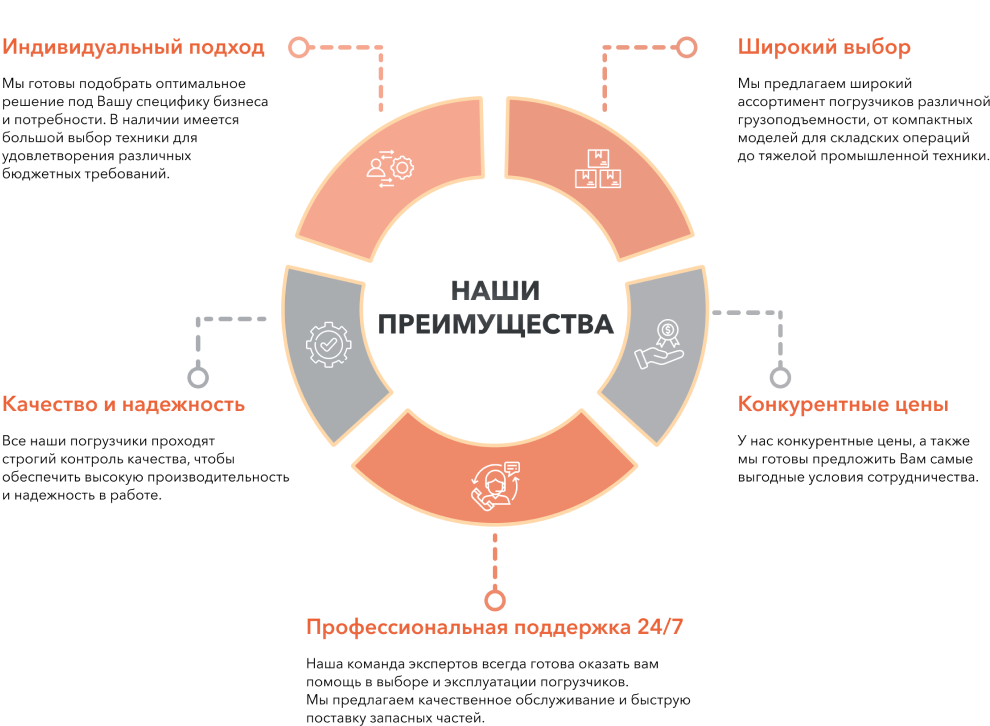 Индивидуальный подход
Мы готовы подобрать оптимальное
решение под Вашу специфику бизнеса
и потребности. В наличии имеется
большой выбор техники для
удовлетворения различных
бюджетных требований.
Широкий выбор
Мы предлагаем широкий
ассортимент погрузчиков различной
грузоподъемности, от компактных
моделей для складских операций
до тяжелой промышленной техники.
НАШИ
ПРЕИМУЩЕСТВА
$
Качество и надежность
Все наши погрузчики проходят
строгий контроль качества, чтобы
обеспечить высокую производительность
и надежность в работе.
Конкурентные цены
У нас конкурентные цены, а также
мы готовы предложить Вам самые
выгодные условия сотрудничества.
Профессиональная поддержка 24/7
Наша команда экспертов всегда готова оказать вам
помощь в выборе и эксплуатации погрузчиков.
Мы предлагаем качественное обслуживание и быструю
поставку запасных частей.